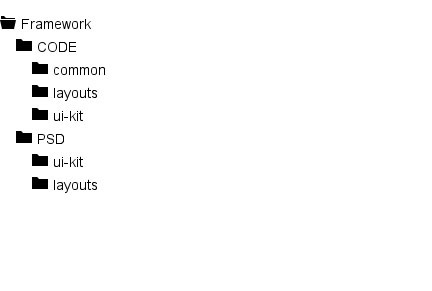 Framework
CODE
common
layouts
ui-kit
PSD
ui-kit
layouts